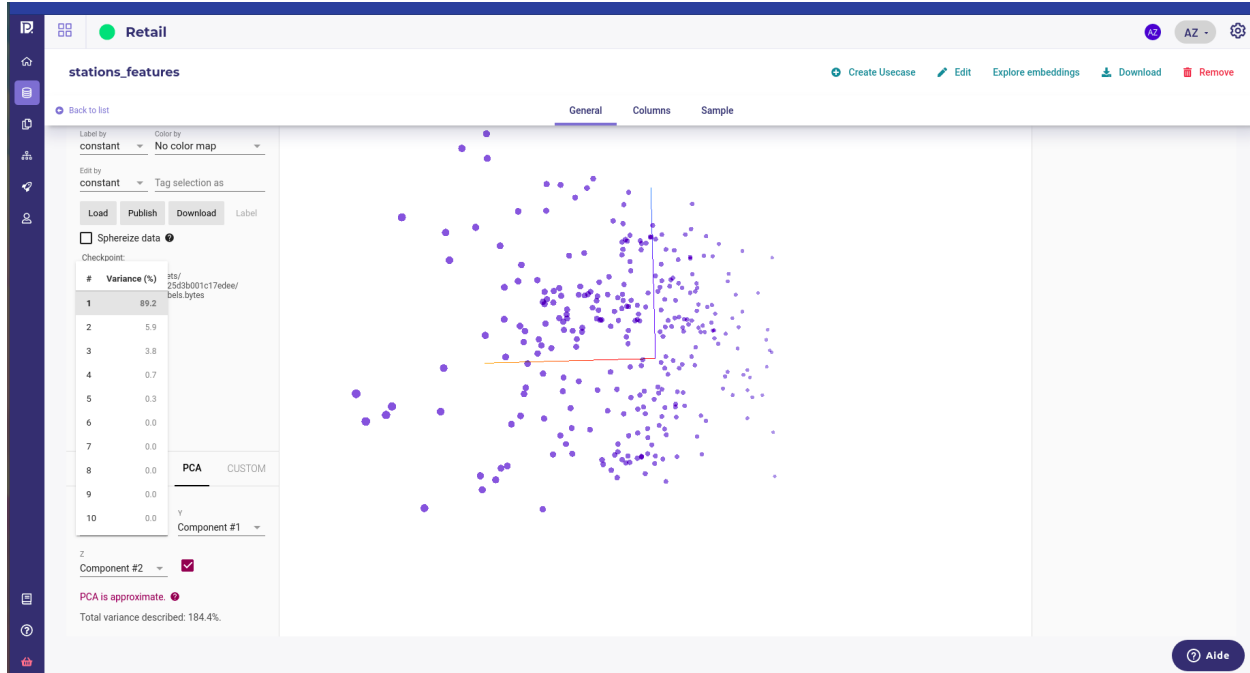 Retail
AZ
AZ
stations_features
Create Usecase
Edit
Explore embeddings
Download
Remove
Back to list
General
Columns
Sample
Label by
constant
Color by
No color map
Edit by
constant
Tag selection as
Load
Publish
Download
Label
Sphereize data
Checkpoint:
ets/
25d3b001c17edee/
bels.bytes
# Variance (%)
1 89.2
2 5.9
3 3.8
4 0.7
5 0.3
6 0.0
7 0.0
8 0.0
9 0.0
10 0.0
PCA
CUSTOM
Y
Component #1
Z
Component #2
PCA is approximate.
Total variance described: 184.4%.
Aide